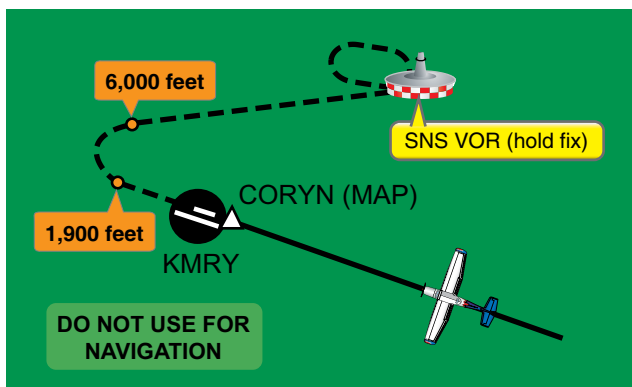 6,000 feet
SNS VOR (hold fix)
CORYN (MAP)
1,900 feet
KMRY
DO NOT USE FOR
NAVIGATION